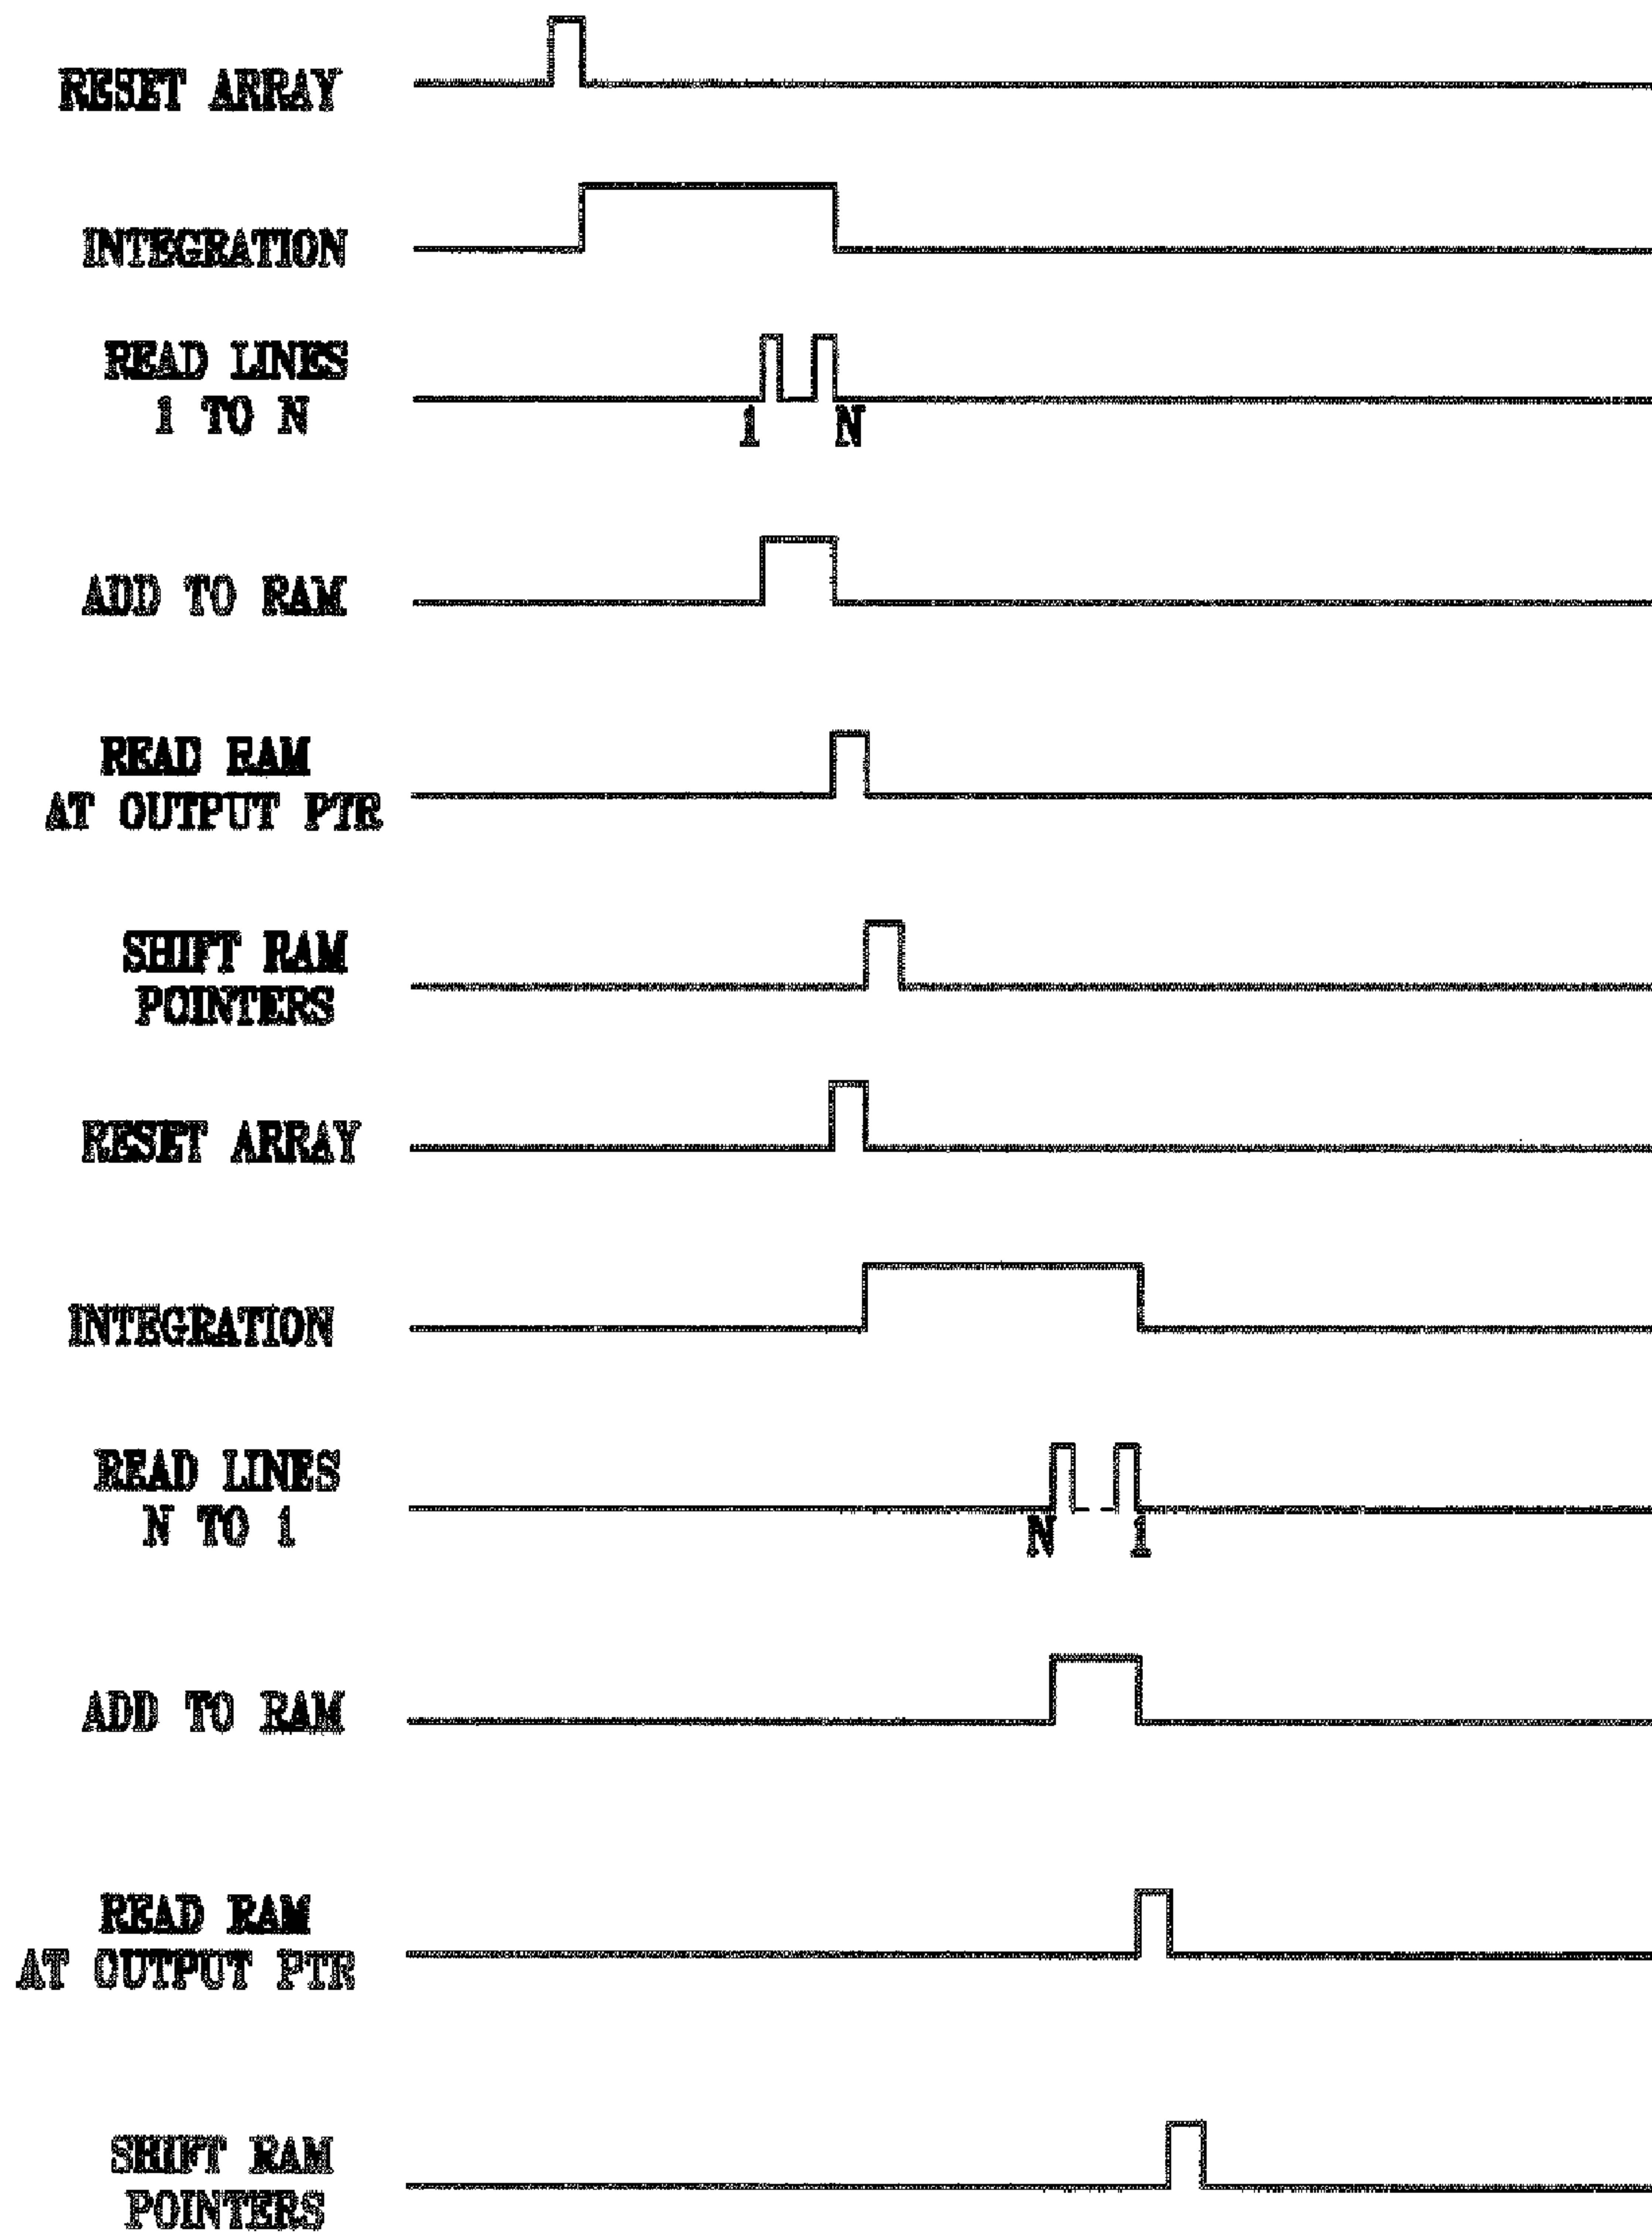 RESET ARRAY
INTEGRATION
READ LINES
1 TO N
1 N
ADD TO RAM
READ RAM
AT OUTPUT PTR
SHIFT RAM
POINTERS
RESET ARRAY
INTEGRATION
READ LINES
N TO 1
N 1
ADD TO RAM
READ RAM
AT OUTPUT PTR
SHIFT RAM
POINTERS